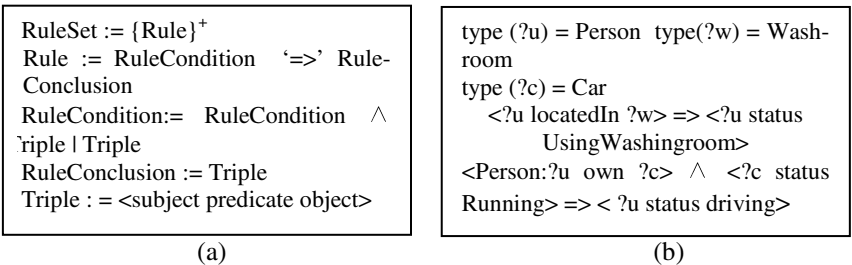 RuleSet := {Rule}+
Rule := RuleCondition ‘=>’ Rule-
Conclusion
RuleCondition:= RuleCondition ∧
riple | Triple
RuleConclusion := Triple
Triple : = <subject predicate object>
(a)
type (?u) = Person type(?w) = Wash-
room
type (?c) = Car
<?u locatedIn ?w> => <?u status
UsingWashingroom>
<Person:?u own ?c> ∧ <?c status
Running> => < ?u status driving>
(b)